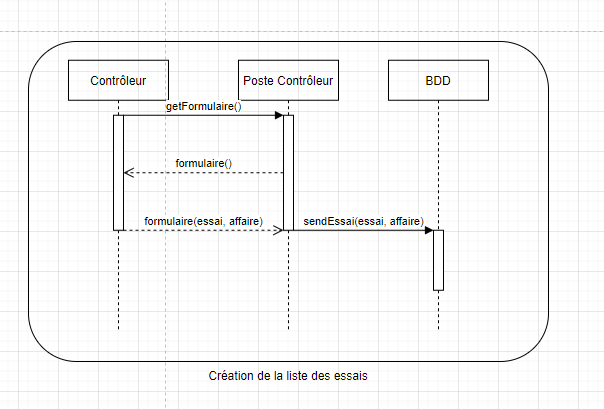 Contrôleur
Poste Contrôleur
BDD
getFormulaire()
formulaire()
formulaire(essai, affaire)
sendEssai(essai, affaire)
Création de la liste des essais